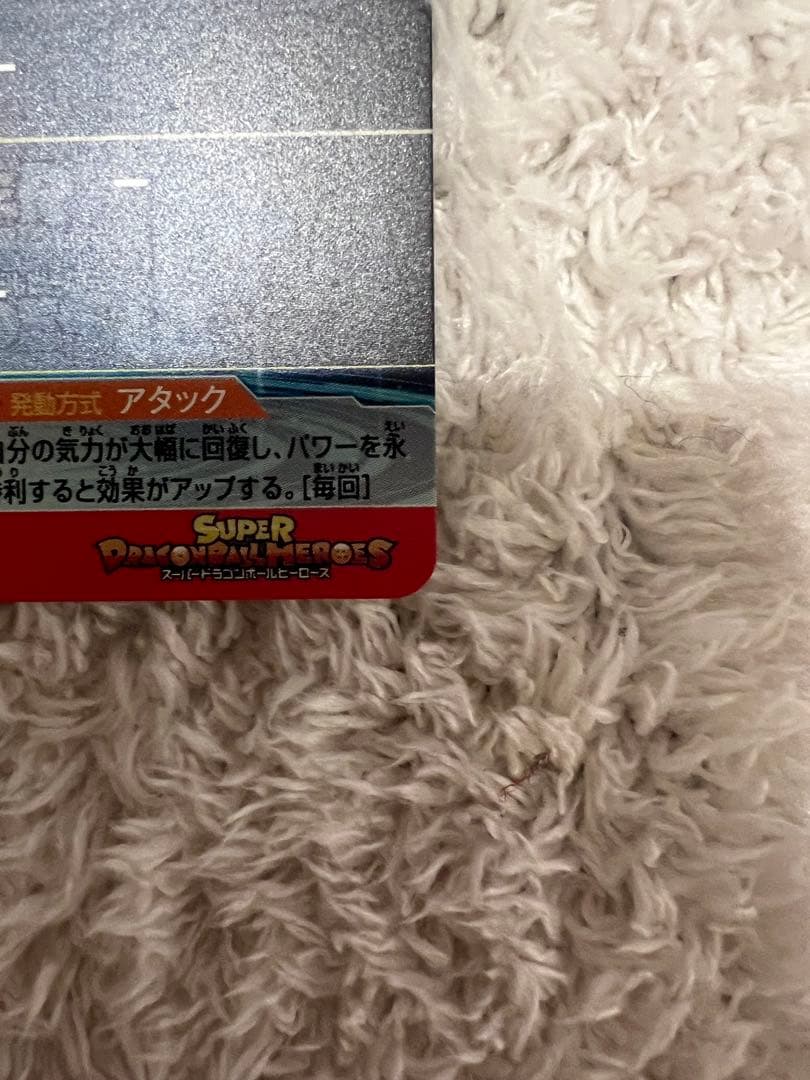 発動方式 アタック
分の気力が大幅に回復し、パワーを永
利すると効果がアップする。[毎回]
SUPER
DRAGONBALL HEROES
スーパードラゴンボールヒーローズ